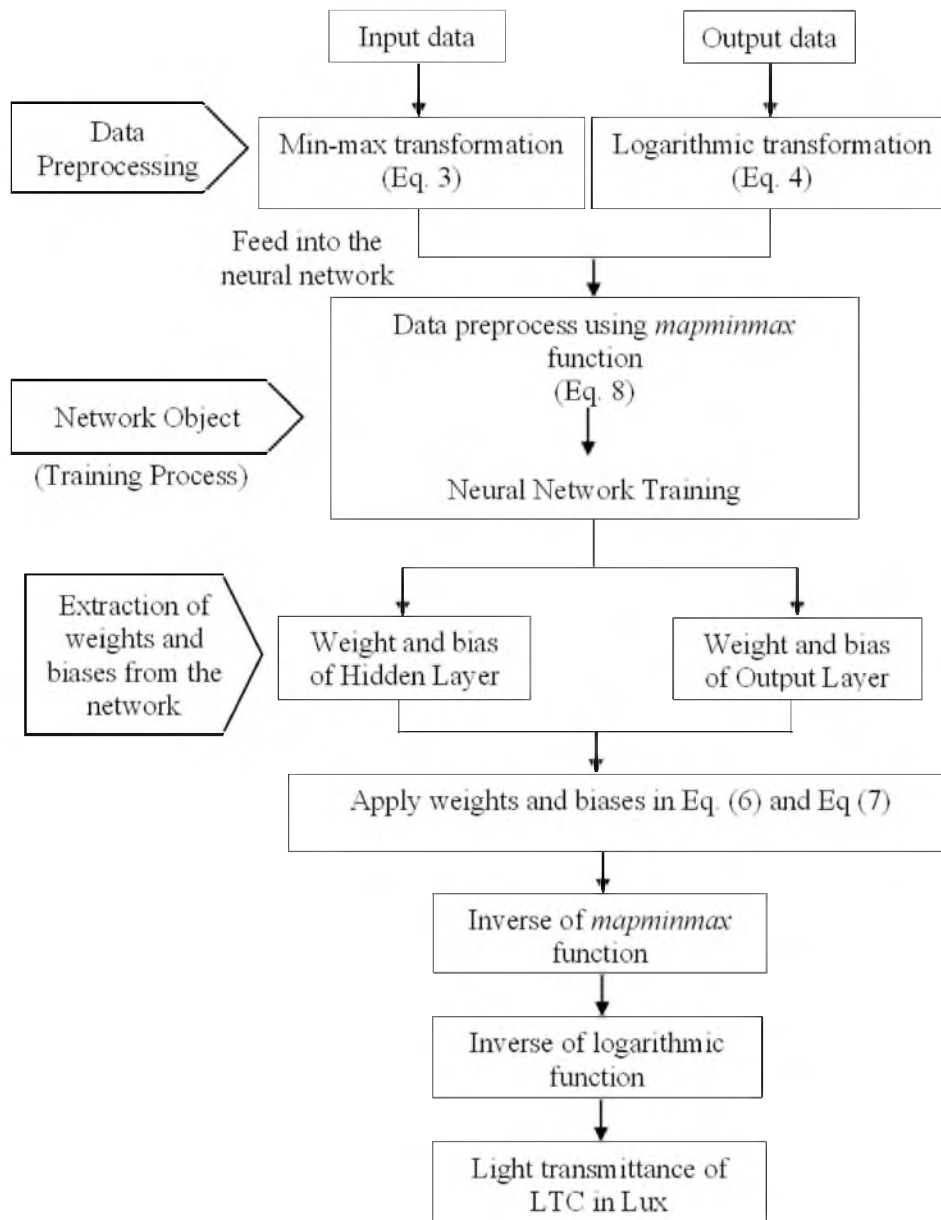 Input data
Output data
Data
Preprocessing
Min-max transformation
(Eq. 3)
Logarithmic transformation
(Eq. 4)
Feed into the
neural network
Data preprocess using mapminmax
function
(Eq. 8)
Network Object
(Training Process)
Neural Network Training
Extraction of
weights and
biases from the
network
Weight and bias
of Hidden Layer
Weight and bias
of Output Layer
Apply weights and biases in Eq. (6) and Eq (7)
Inverse of mapminmax
function
Inverse of logarithmic
function
Light transmittance of
LTC in Lux